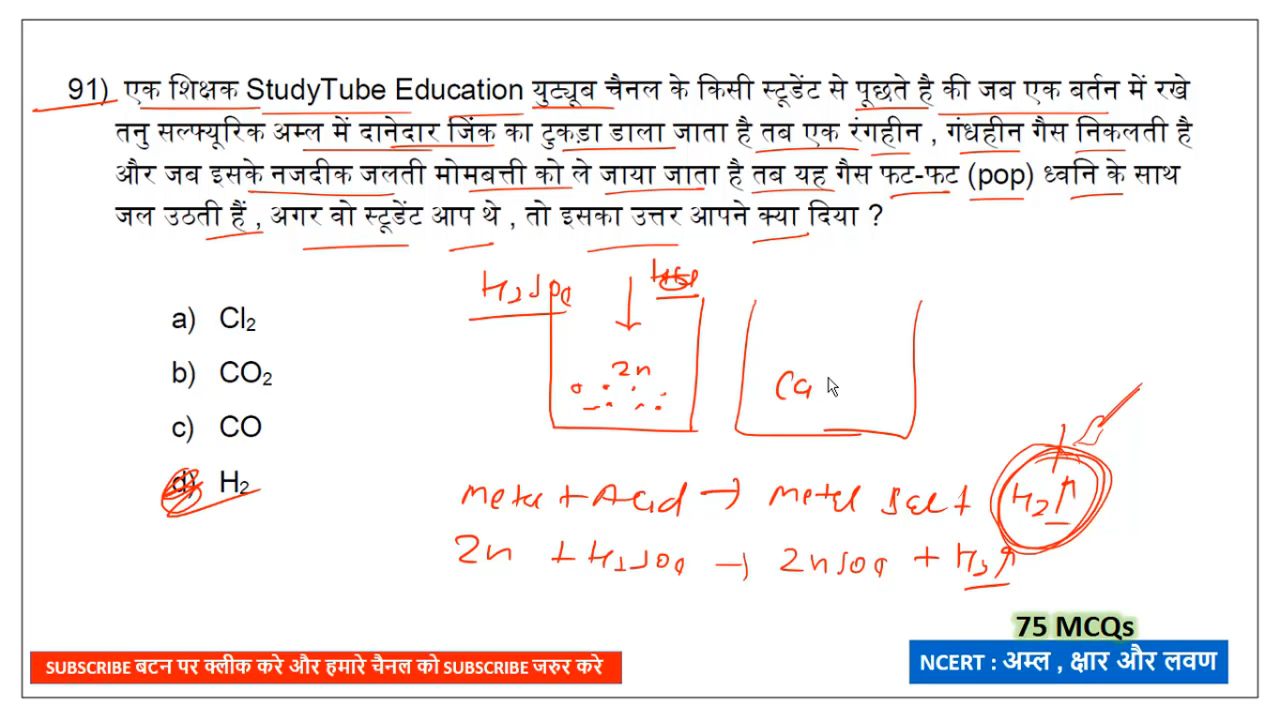 91) एक शिक्षक StudyTube Education युट्यूब चैनल के किसी स्टूडेंट से पूछते है की जब एक बर्तन में रखे
तनु सल्फ्यूरिक अम्ल में दानेदार जिंक का टुकड़ा डाला जाता है तब एक रंगहीन , गंधहीन गैस निकलती है
और जब इसके नजदीक जलती मोमबत्ती को ले जाया जाता है तब यह गैस फट-फट (pop) ध्वनि के साथ
जल उठती हैं , अगर वो स्टूडेंट आप थे , तो इसका उत्तर आपने क्या दिया ?
H2SO4
a) Cl2
Zn
b) CO2
Ca
c) CO
d) H2
Metal + Acid → Metal Salt + H2↑
Zn + H2SO4 → ZnSO4 + H2↑
75 MCQs
SUBSCRIBE बटन पर क्लीक करे और हमारे चैनल को SUBSCRIBE जरुर करे
NCERT : अम्ल , क्षार और लवण